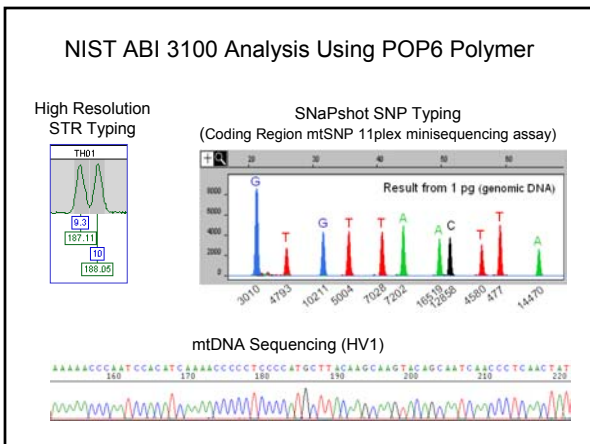 NIST ABI 3100 Analysis Using POP6 Polymer
High Resolution
STR Typing
TH01
9.3
187.11
10
188.05
SNaPshot SNP Typing
(Coding Region mtSNP 11plex minisequencing assay)
20 30 40 50 60
Result from 1 pg (genomic DNA)
8000
6000
4000
2000
0
G T G T T A A C T T A
3010 4793 10211 5004 7028 7202 16519 12858 4580 477 14470
mtDNA Sequencing (HV1)
AAAAACCCAATCCACATCAAAACCCCCTCCCCATGCTTACAAGCAAGTACAGCAATCAACCCTCAACTAT
160 170 180 190 200 210 220